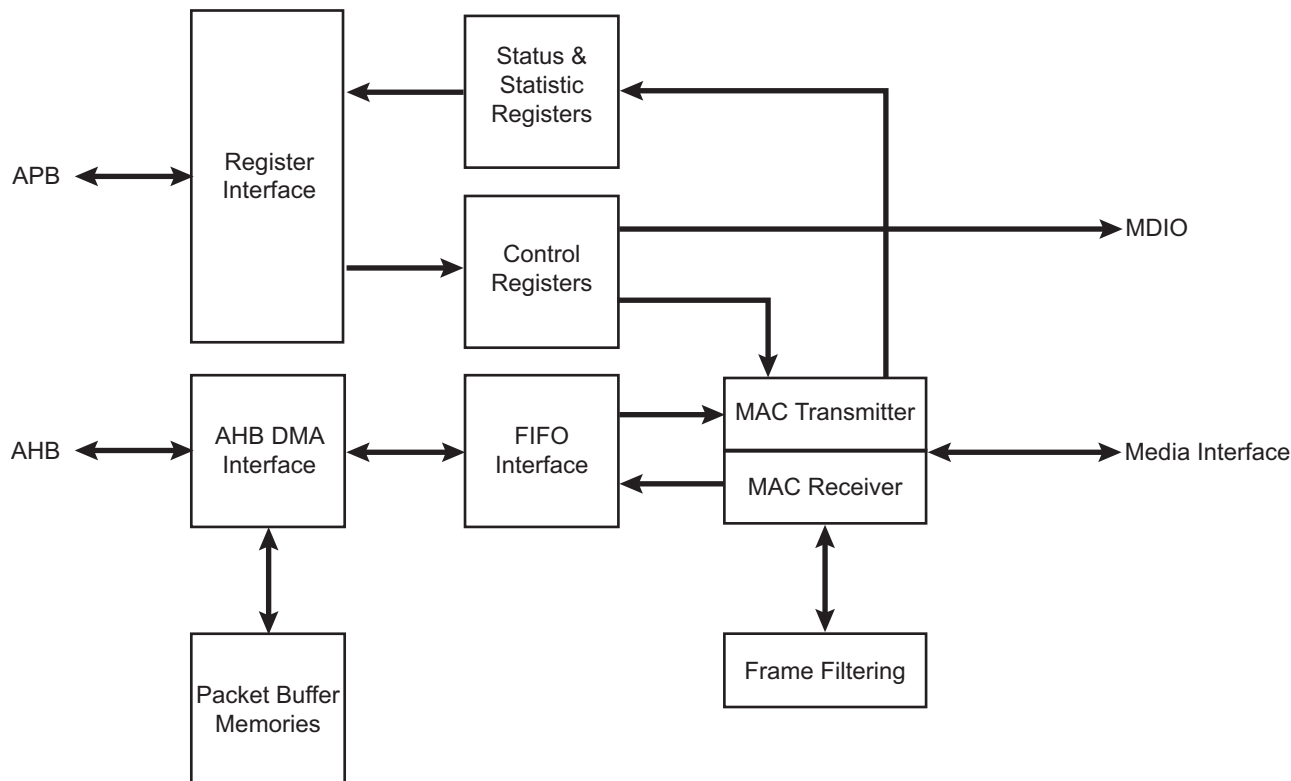 Status &
Statistic
Registers
APB
Register
Interface
MDIO
Control
Registers
MAC Transmitter
AHB
AHB DMA
Interface
FIFO
Interface
Media Interface
MAC Receiver
Packet Buffer
Memories
Frame Filtering